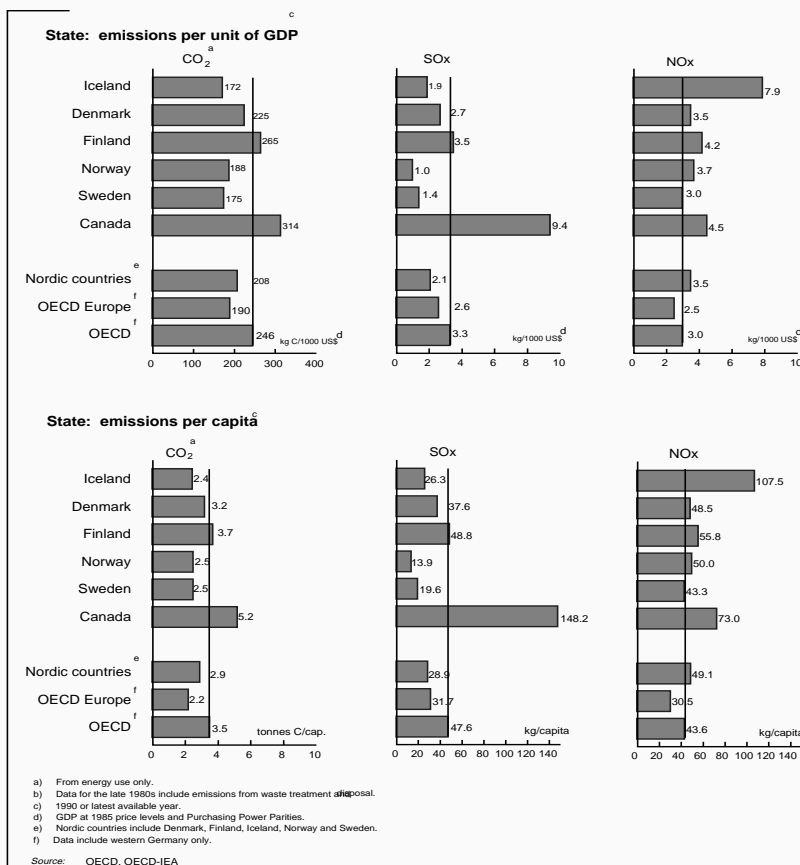 c
State: emissions per unit of GDP
CO2 a
SOx
NOx
Iceland 172 1.9 7.9
Denmark 225 2.7 3.5
Finland 265 3.5 4.2
Norway 188 1.0 3.7
Sweden 175 1.4 3.0
Canada 314 9.4 4.5
Nordic countries e 208 2.1 3.5
OECD Europe f 190 2.6 2.5
OECD f 246 3.3 3.0
kg C/1000 US$ d kg/1000 US$ d kg/1000 US$ d
0 100 200 300 400 0 2 4 6 8 10 0 2 4 6 8 10
State: emissions per capita c
CO2 a
SOx
NOx
Iceland 2.4 26.3 107.5
Denmark 3.2 37.6 48.5
Finland 3.7 48.8 55.8
Norway 2.5 13.9 50.0
Sweden 2.5 19.6 43.3
Canada 5.2 148.2 73.0
Nordic countries e 2.9 28.9 49.1
OECD Europe f 2.2 31.7 30.5
OECD f 3.5 47.6 43.6
tonnes C/cap. kg/capita kg/capita
0 2 4 6 8 10 0 20 40 60 80 100 120 140 0 20 40 60 80 100 120 140
a) From energy use only.
b) Data for the late 1980s include emissions from waste treatment and disposal.
c) 1990 or latest available year.
d) GDP at 1985 price levels and Purchasing Power Parities.
e) Nordic countries include Denmark, Finland, Iceland, Norway and Sweden.
f) Data include western Germany only.
Source: OECD, OECD-IEA